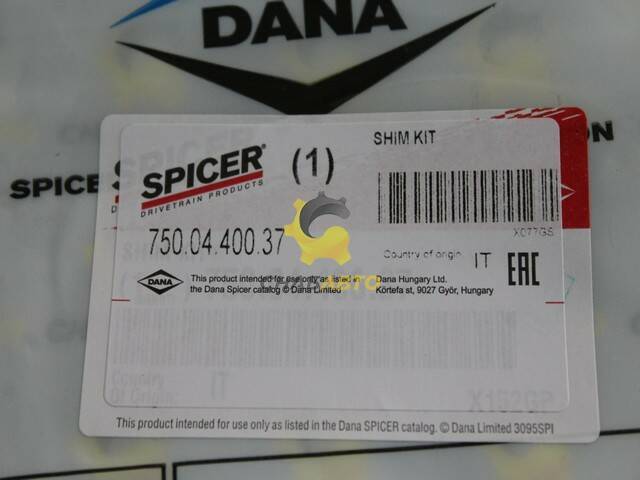 DANA
SPICER
DRIVETRAIN PRODUCTS
(1)
SHIM KIT
X077GS
750.04.400.37
Country of origin IT
EAC
DANA
This product intended for use only as listed in
the Dana Spicer catalog © Dana Limited
Dana Hungary Ltd.
Körtefa st, 9027 Győr, Hungary
Country
Of Origin:
IT
X152GP
This product intended for use only as listed in the Dana SPICER catalog. © Dana Limited 3095SPI